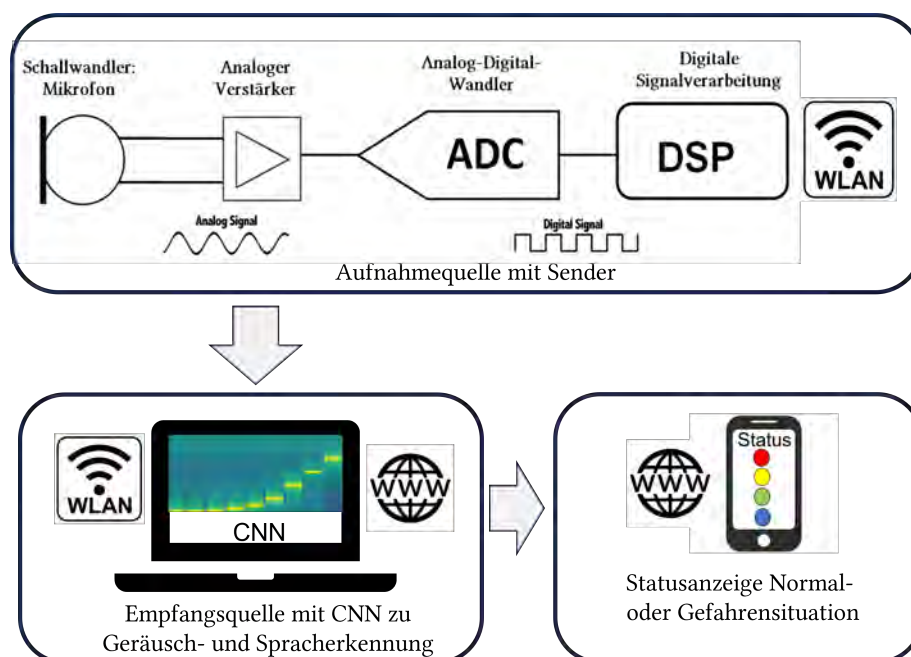 Schallwandler:
Mikrofon
Analoger
Verstärker
Analog-Digital-
Wandler
Digitale
Signalverarbeitung
ADC
DSP
WLAN
Analog Signal
Digital Signal
Aufnahmequelle mit Sender
WLAN
CNN
WWW
Empfangsquelle mit CNN zu
Geräusch- und Spracherkennung
WWW
Status
Statusanzeige Normal-
oder Gefahrensituation